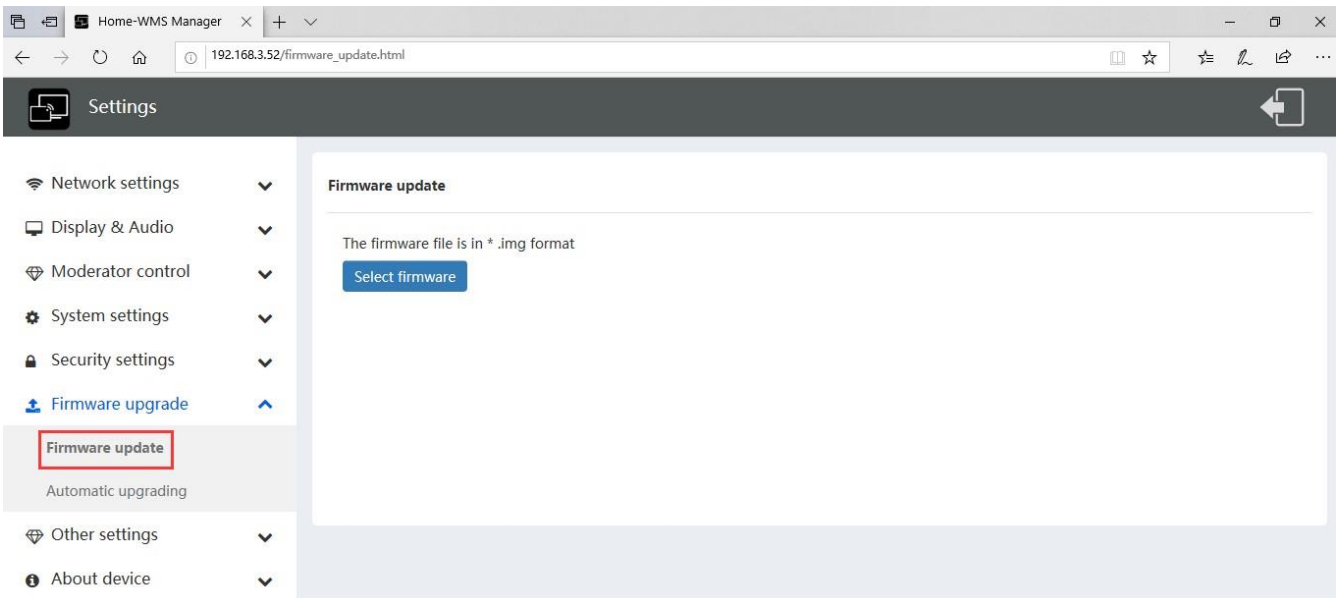 Home-WMS Manager
192.168.3.52/firmware_update.html
Settings
Network settings
Display & Audio
Moderator control
System settings
Security settings
Firmware upgrade
Firmware update
Automatic upgrading
Other settings
About device
Firmware update
The firmware file is in * .img format
Select firmware